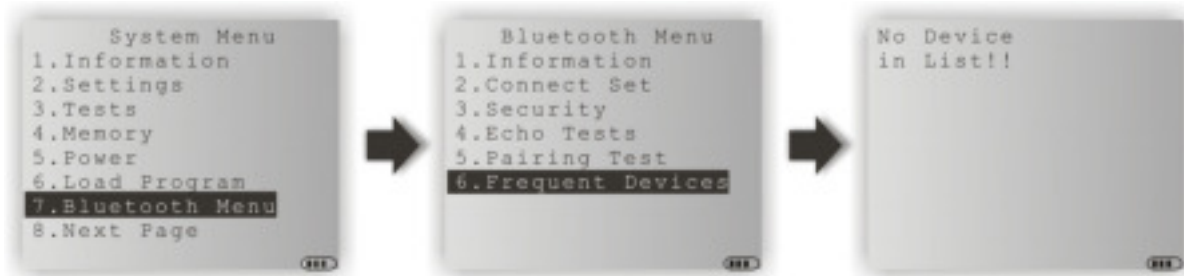 System Menu
1.Information
2.Settings
3.Tests
4.Memory
5.Power
6.Load Program
7.Bluetooth Menu
8.Next Page
Bluetooth Menu
1.Information
2.Connect Set
3.Security
4.Echo Tests
5.Pairing Test
6.Frequent Devices
No Device
in List!!